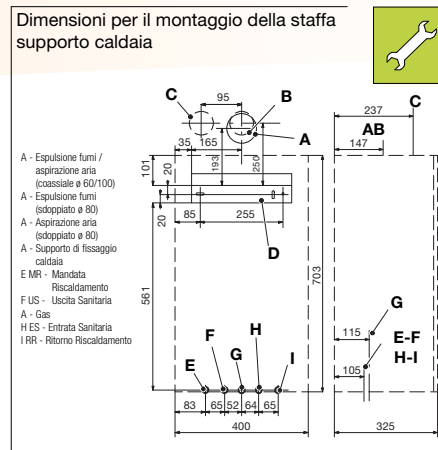 Dimensioni per il montaggio della staffa
supporto caldaia
A - Espulsione fumi /
aspirazione aria
(coassiale ø 60/100)
A - Espulsione fumi
(sdoppiato ø 80)
A - Aspirazione aria
(sdoppiato ø 80)
A - Supporto di fissaggio
caldaia
E MR - Mandata
Riscaldamento
F US - Uscita Sanitaria
A - Gas
H ES - Entrata Sanitaria
I RR - Ritorno Riscaldamento
95
C
B
A
35 165
193
250
101
20
20
85 255
D
561
703
E
F
G
H
I
83 65 52 64 65
400
237
C
AB
147
G
115
E-F
H-I
105
325